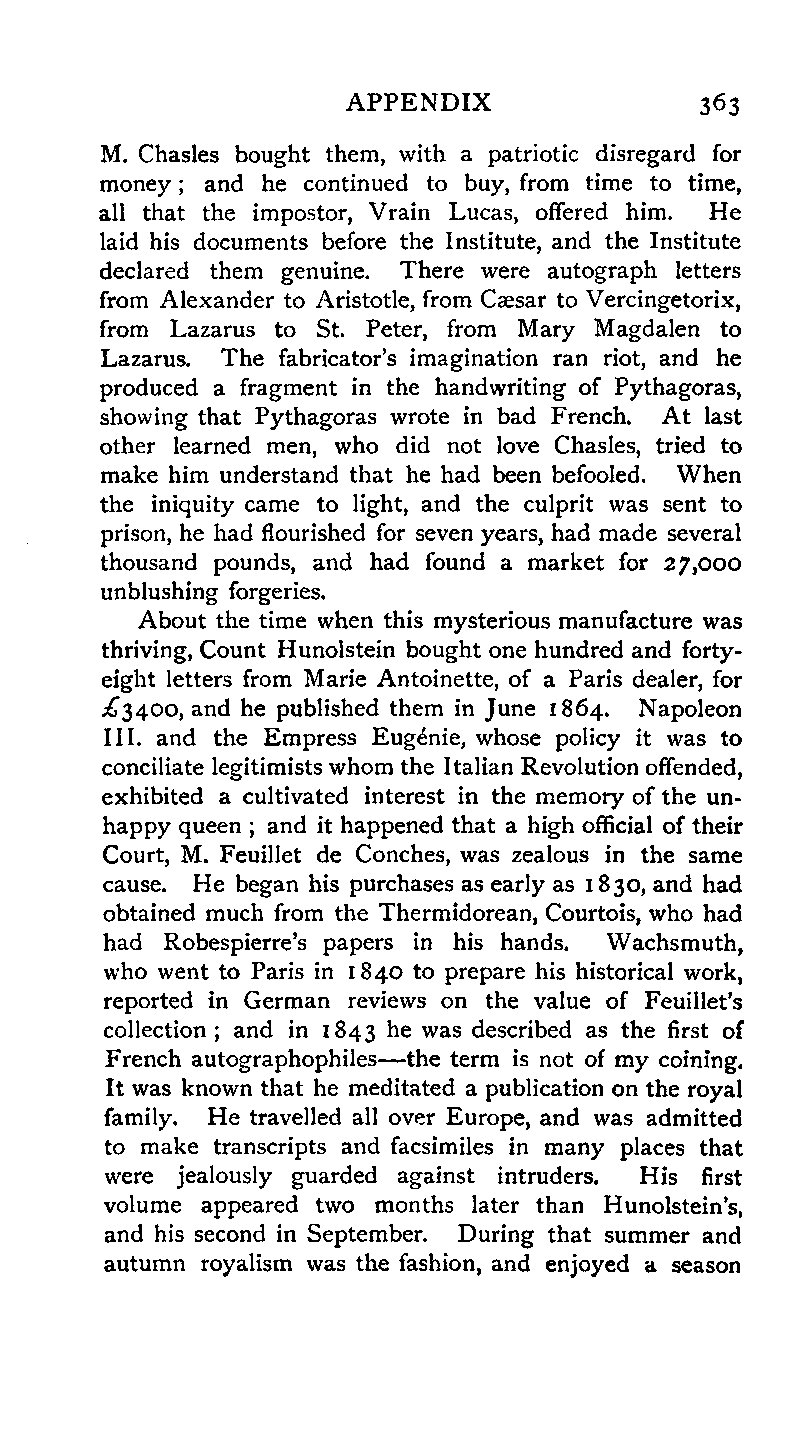 APPENDIX 363
M. Chasles bought them, with a patriotic disregard for
money ; and he continued to buy, from time to time,
all that the impostor, Vrain Lucas, offered him. He
laid his documents before the Institute, and the Institute
declared them genuine. There were autograph letters
from Alexander to Aristotle, from Cæsar to Vercingetorix,
from Lazarus to St. Peter, from Mary Magdalen to
Lazarus. The fabricator's imagination ran riot, and he
produced a fragment in the handwriting of Pythagoras,
showing that Pythagoras wrote in bad French. At last
other learned men, who did not love Chasles, tried to
make him understand that he had been befooled. When
the iniquity came to light, and the culprit was sent to
prison, he had flourished for seven years, had made several
thousand pounds, and had found a market for 27,000
unblushing forgeries.
About the time when this mysterious manufacture was
thriving, Count Hunolstein bought one hundred and forty-
eight letters from Marie Antoinette, of a Paris dealer, for
£3400, and he published them in June 1864. Napoleon
III. and the Empress Eugénie, whose policy it was to
conciliate legitimists whom the Italian Revolution offended,
exhibited a cultivated interest in the memory of the un-
happy queen ; and it happened that a high official of their
Court, M. Feuillet de Conches, was zealous in the same
cause. He began his purchases as early as 1830, and had
obtained much from the Thermidorean, Courtois, who had
had Robespierre's papers in his hands. Wachsmuth,
who went to Paris in 1840 to prepare his historical work,
reported in German reviews on the value of Feuillet's
collection ; and in 1843 he was described as the first of
French autographophiles—the term is not of my coining.
It was known that he meditated a publication on the royal
family. He travelled all over Europe, and was admitted
to make transcripts and facsimiles in many places that
were jealously guarded against intruders. His first
volume appeared two months later than Hunolstein's,
and his second in September. During that summer and
autumn royalism was the fashion, and enjoyed a season